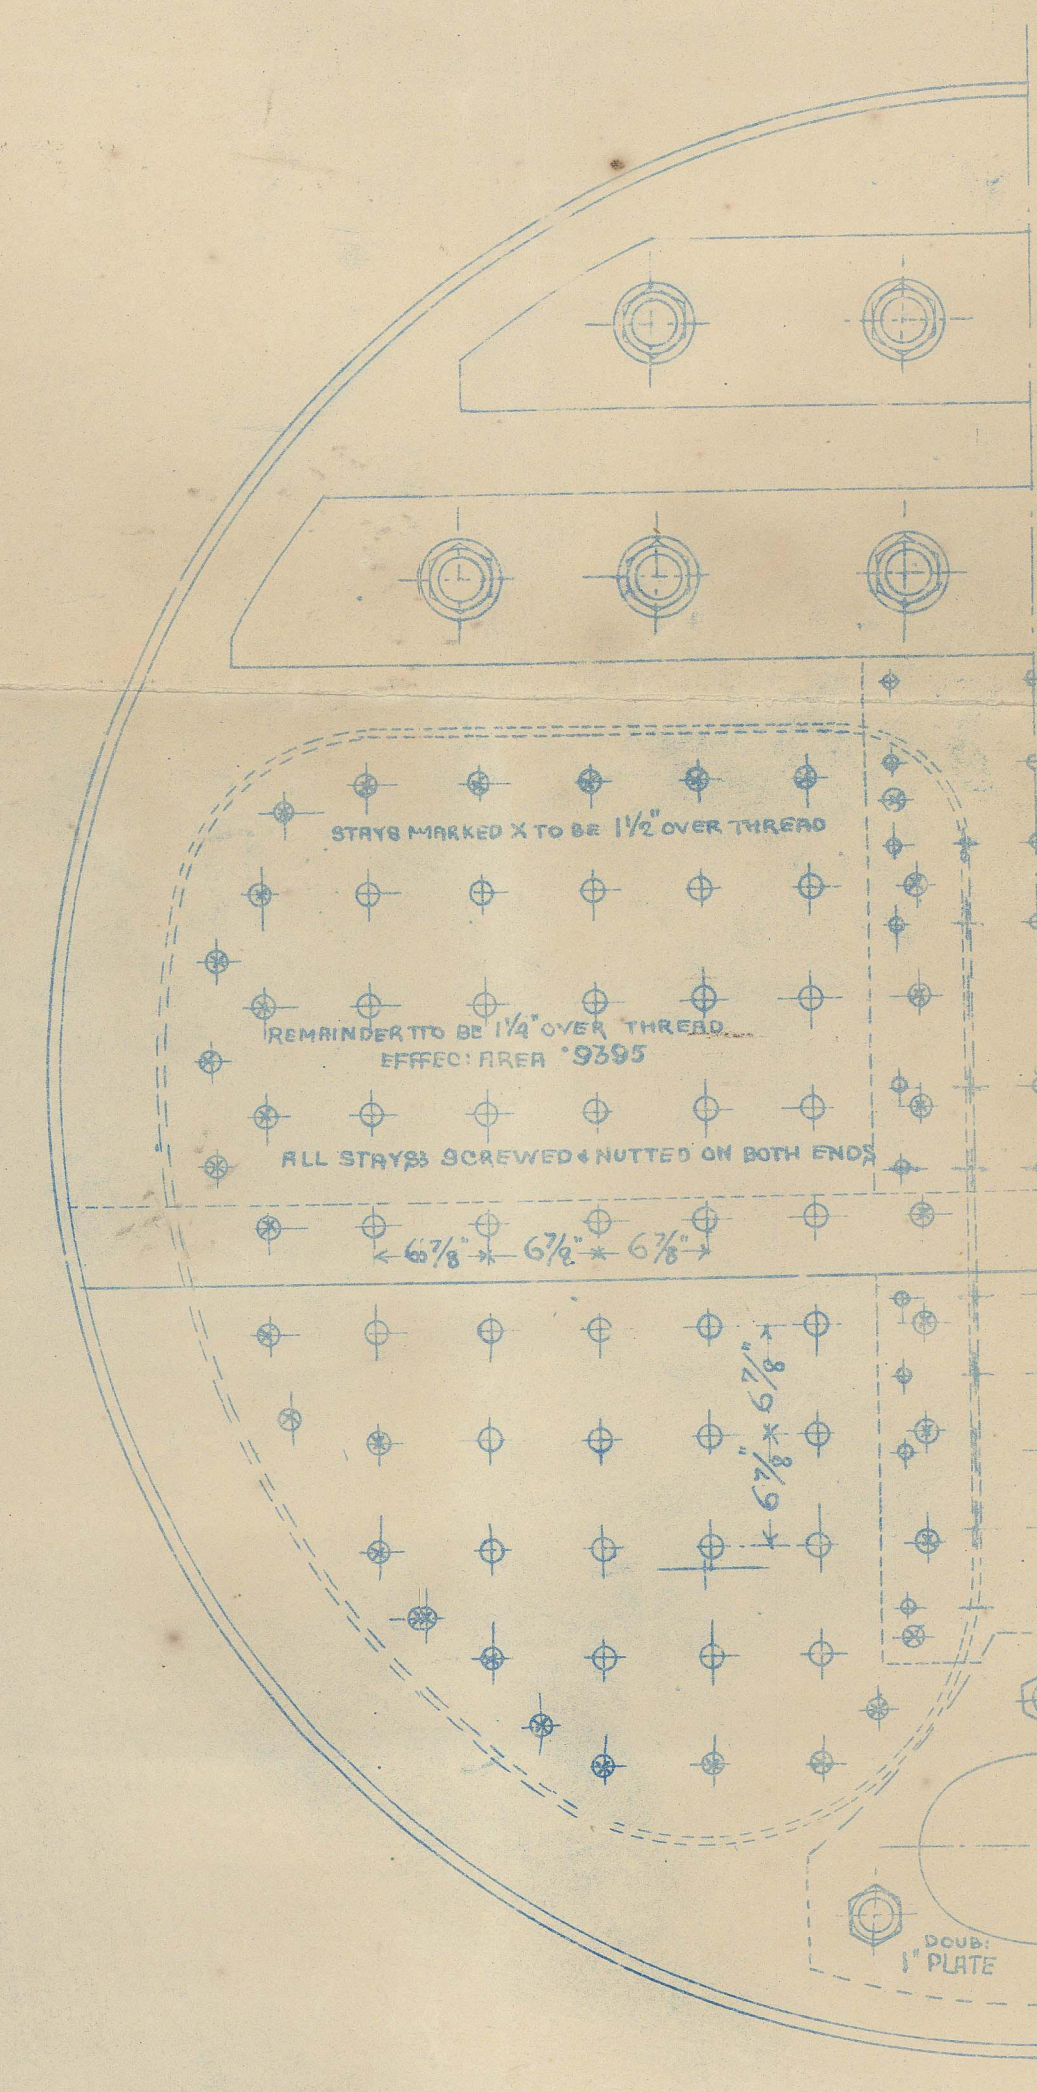 STAYS MARKED X TO BE 1½" OVER THREAD
REMAINDER TO BE 1¼" OVER THREAD
EFFEC: AREA ·9395
ALL STAYS SCREWED & NUTTED ON BOTH ENDS
6⅞" 6⅞" 6⅞"
6⅞" 6⅞"
DOUB:
1" PLATE